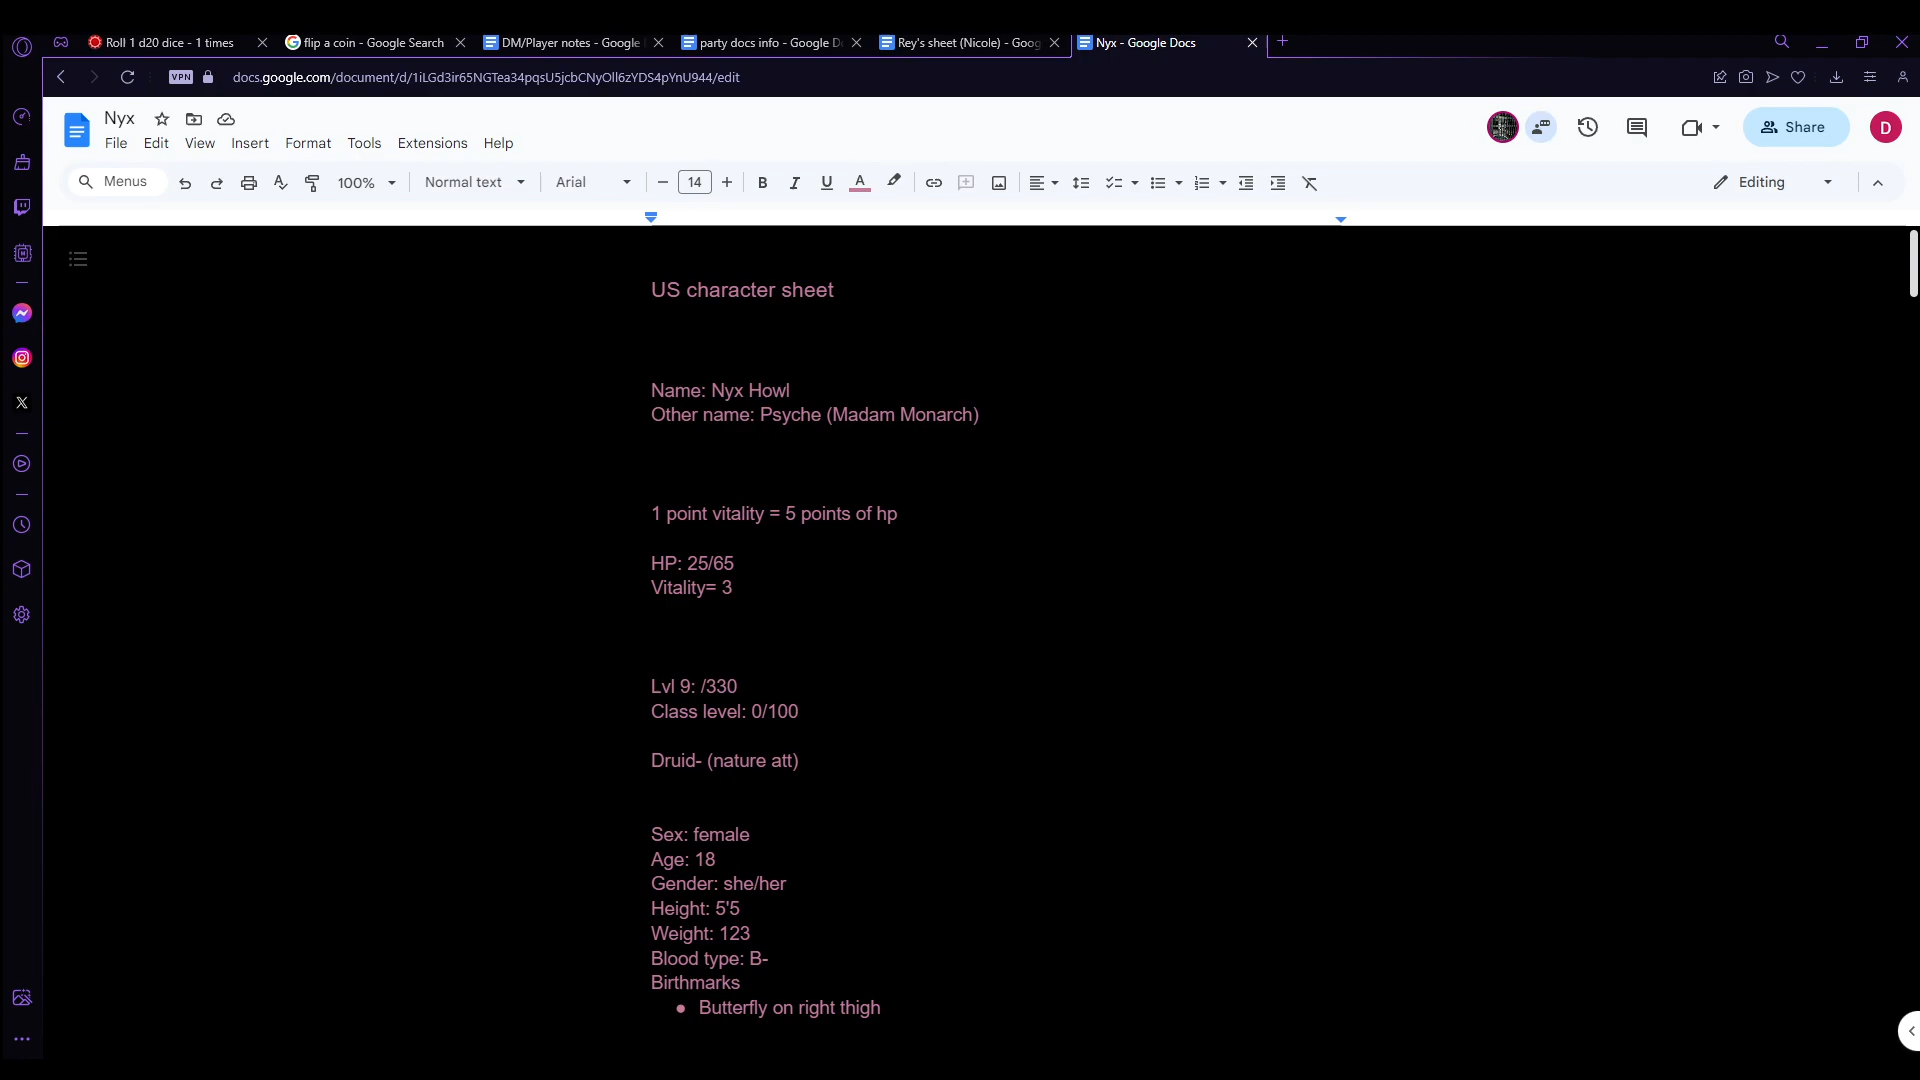 Roll 1 d20 dice - 1 times
flip a coin - Google Search
DM/Player notes - Google
party docs info - Google D
Rey's sheet (Nicole) - Goog
Nyx - Google Docs
VPN
docs.google.com/document/d/1iLGd3ir65NGTea34pqsU5jcbCNyOll6zYDS4pYnU944/edit
Nyx
File Edit View Insert Format Tools Extensions Help
Share
D
Menus
100%
Normal text
Arial
14
B I U A
Editing
US character sheet
Name: Nyx Howl
Other name: Psyche (Madam Monarch)
1 point vitality = 5 points of hp
HP: 25/65
Vitality= 3
Lvl 9: /330
Class level: 0/100
Druid- (nature att)
Sex: female
Age: 18
Gender: she/her
Height: 5'5
Weight: 123
Blood type: B-
Birthmarks
● Butterfly on right thigh